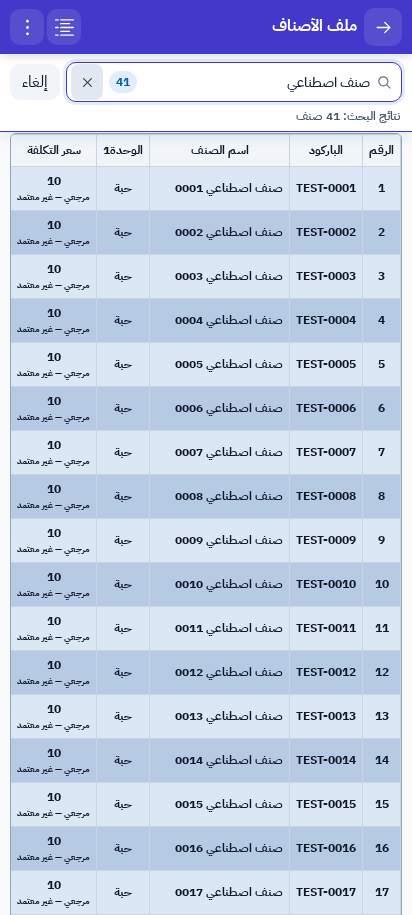 ملف الأصناف
صنف اصطناعي 41 إلغاء
نتائج البحث: 41 صنف
الرقم الباركود اسم الصنف الوحدة1 سعر التكلفة
1 TEST-0001 صنف اصطناعي 0001 حبة 10
مرجعي – غير معتمد
2 TEST-0002 صنف اصطناعي 0002 حبة 10
مرجعي – غير معتمد
3 TEST-0003 صنف اصطناعي 0003 حبة 10
مرجعي – غير معتمد
4 TEST-0004 صنف اصطناعي 0004 حبة 10
مرجعي – غير معتمد
5 TEST-0005 صنف اصطناعي 0005 حبة 10
مرجعي – غير معتمد
6 TEST-0006 صنف اصطناعي 0006 حبة 10
مرجعي – غير معتمد
7 TEST-0007 صنف اصطناعي 0007 حبة 10
مرجعي – غير معتمد
8 TEST-0008 صنف اصطناعي 0008 حبة 10
مرجعي – غير معتمد
9 TEST-0009 صنف اصطناعي 0009 حبة 10
مرجعي – غير معتمد
10 TEST-0010 صنف اصطناعي 0010 حبة 10
مرجعي – غير معتمد
11 TEST-0011 صنف اصطناعي 0011 حبة 10
مرجعي – غير معتمد
12 TEST-0012 صنف اصطناعي 0012 حبة 10
مرجعي – غير معتمد
13 TEST-0013 صنف اصطناعي 0013 حبة 10
مرجعي – غير معتمد
14 TEST-0014 صنف اصطناعي 0014 حبة 10
مرجعي – غير معتمد
15 TEST-0015 صنف اصطناعي 0015 حبة 10
مرجعي – غير معتمد
16 TEST-0016 صنف اصطناعي 0016 حبة 10
مرجعي – غير معتمد
17 TEST-0017 صنف اصطناعي 0017 حبة 10
مرجعي – غير معتمد